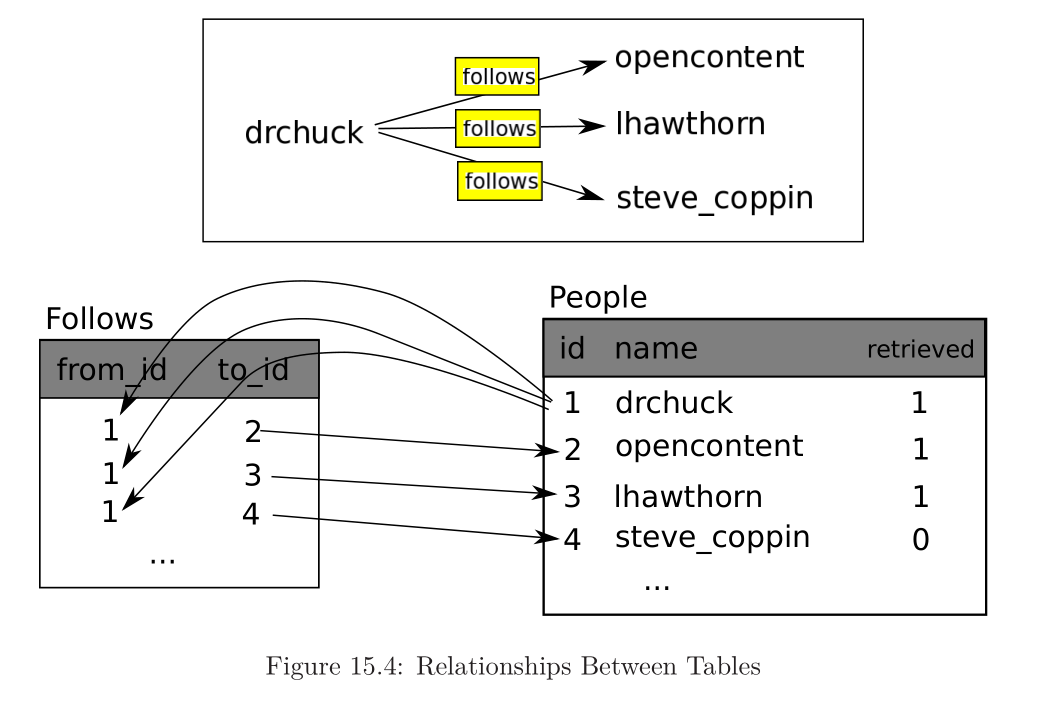 follows opencontent
drchuck follows lhawthorn
follows steve_coppin
Follows
from_id to_id
1 2
1 3
1 4
...
People
id name retrieved
1 drchuck 1
2 opencontent 1
3 lhawthorn 1
4 steve_coppin 0
...
Figure 15.4: Relationships Between Tables